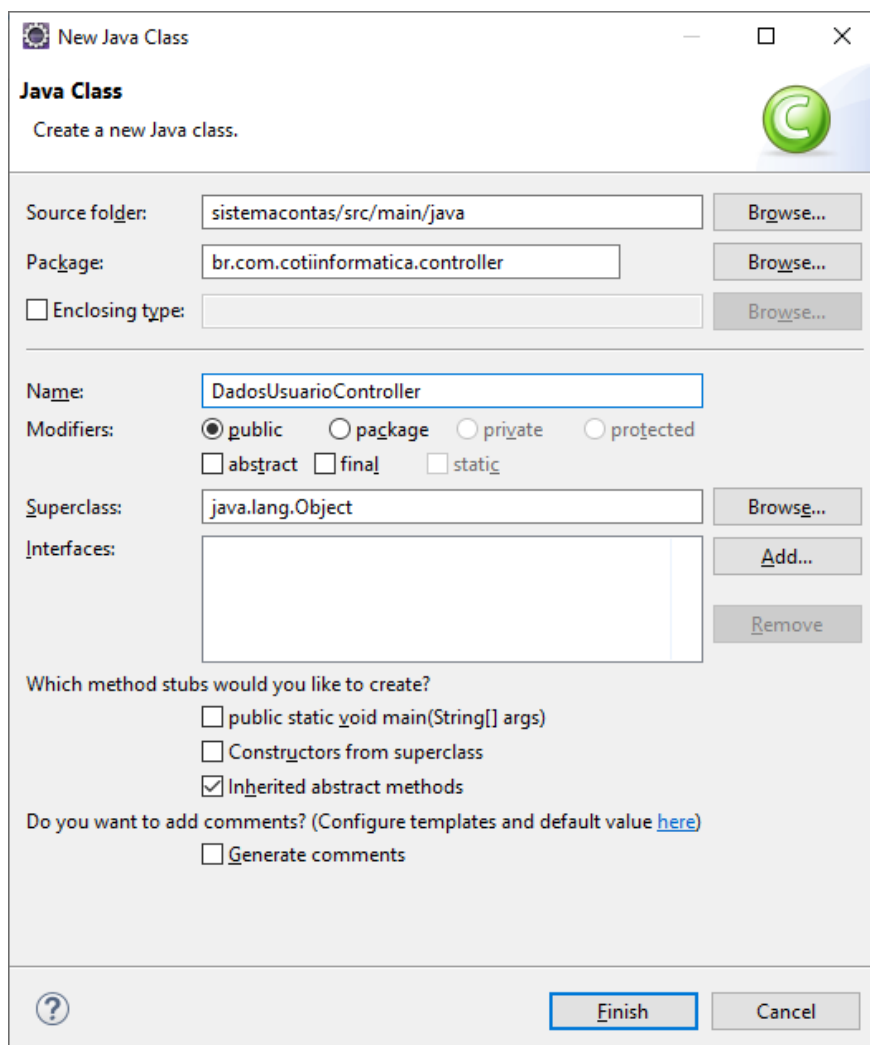 New Java Class
Java Class
Create a new Java class.
C
Source folder: sistemacontas/src/main/java Browse...
Package: br.com.cotiinformatica.controller Browse...
Enclosing type: Browse...
Name: DadosUsuarioController
Modifiers: public package private protected
abstract final static
Superclass: java.lang.Object Browse...
Interfaces: Add...
Remove
Which method stubs would you like to create?
public static void main(String[] args)
Constructors from superclass
Inherited abstract methods
Do you want to add comments? (Configure templates and default value here)
Generate comments
? Finish Cancel